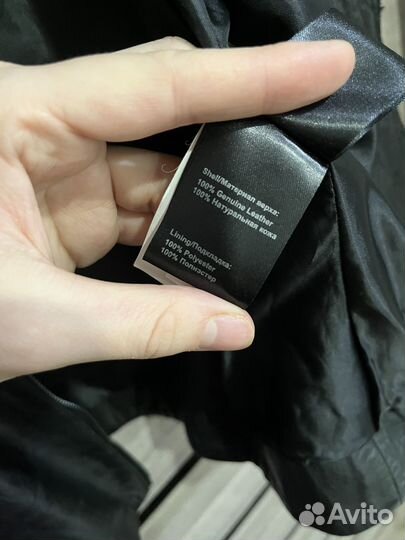 Shell/Материал верха:
100% Genuine Leather
100% Натуральная кожа
Lining/Подкладка:
100% Polyester
100% Полиэстер
Avito